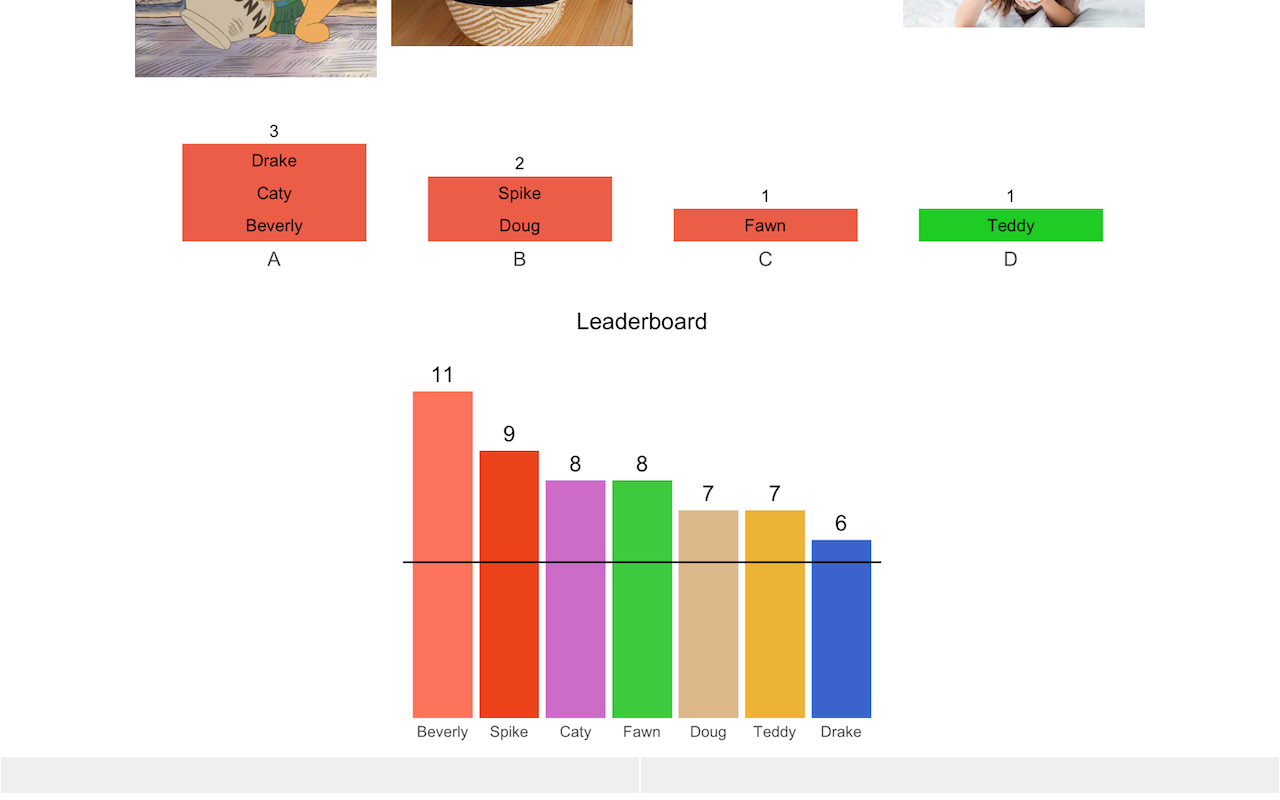 3
Drake
Caty
Beverly
A
2
Spike
Doug
B
1
Fawn
C
1
Teddy
D
Leaderboard
11
9
8
8
7
7
6
Beverly Spike Caty Fawn Doug Teddy Drake